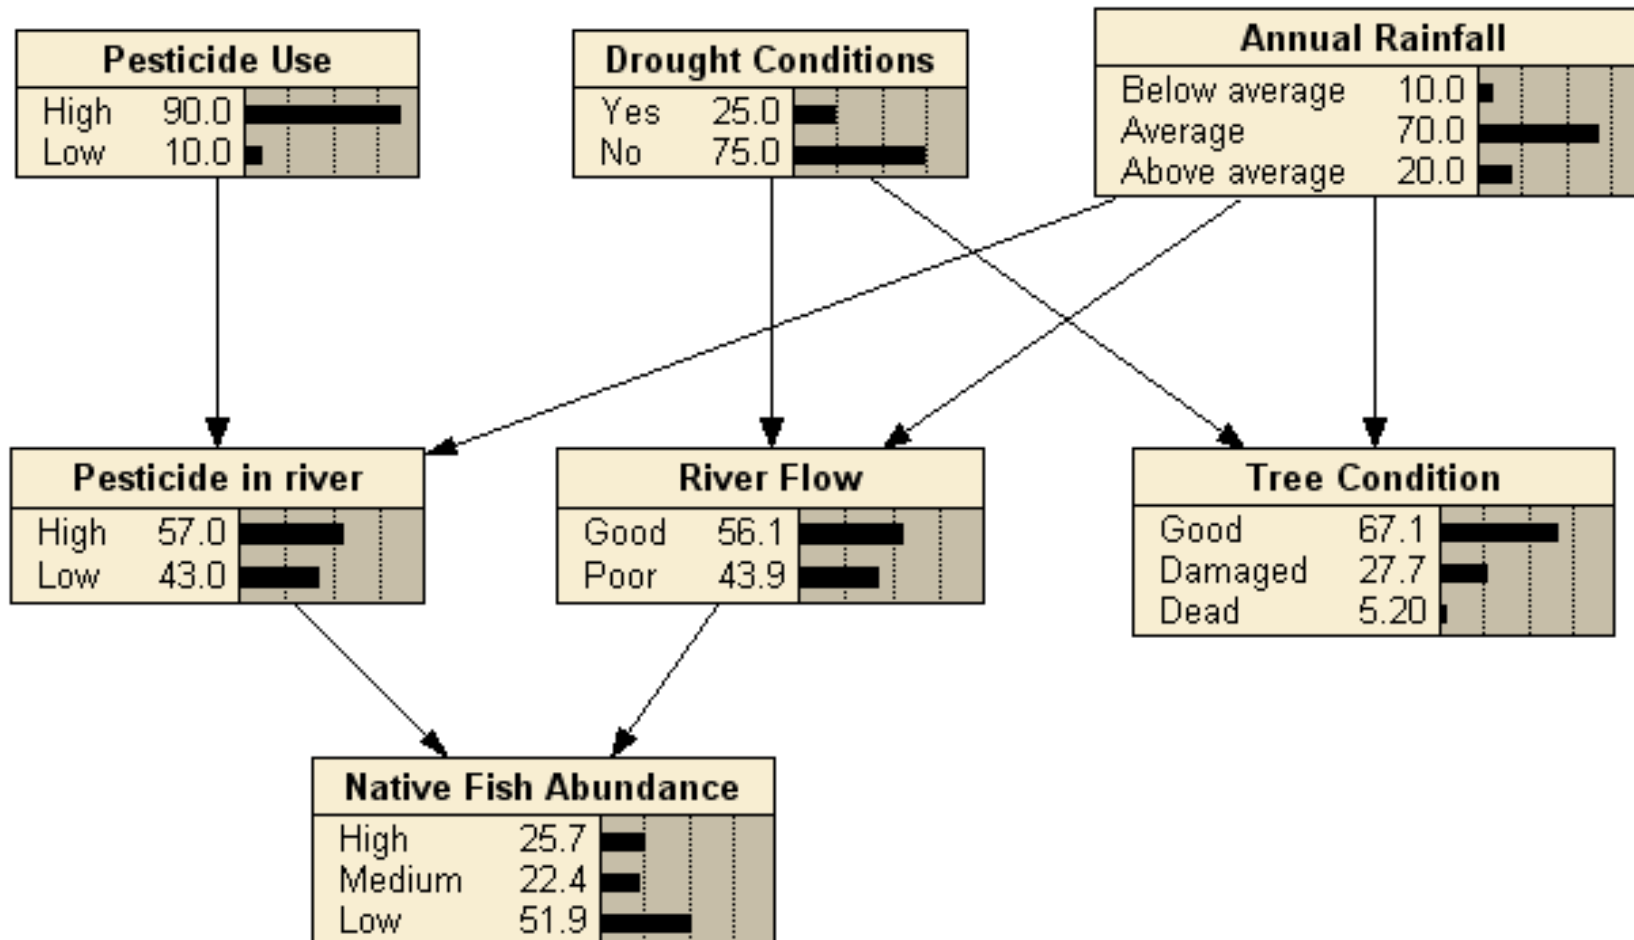 Pesticide Use
High 90.0
Low 10.0
Drought Conditions
Yes 25.0
No 75.0
Annual Rainfall
Below average 10.0
Average 70.0
Above average 20.0
Pesticide in river
High 57.0
Low 43.0
River Flow
Good 56.1
Poor 43.9
Tree Condition
Good 67.1
Damaged 27.7
Dead 5.20
Native Fish Abundance
High 25.7
Medium 22.4
Low 51.9